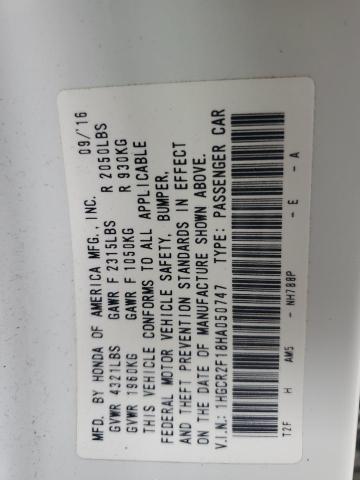 MFD. BY HONDA OF AMERICA MFG., INC. 09/'16
GVWR 4321LBS GAWR F 2315LBS R 2050LBS
GVWR 1960KG GAWR F 1050KG R 930KG
THIS VEHICLE CONFORMS TO ALL APPLICABLE
FEDERAL MOTOR VEHICLE SAFETY, BUMPER,
AND THEFT PREVENTION STANDARDS IN EFFECT
ON THE DATE OF MANUFACTURE SHOWN ABOVE.
V.I.N.: 1HGCR2F18HA050747 TYPE: PASSENGER CAR
T2F H AM5 - NH788P - E - A